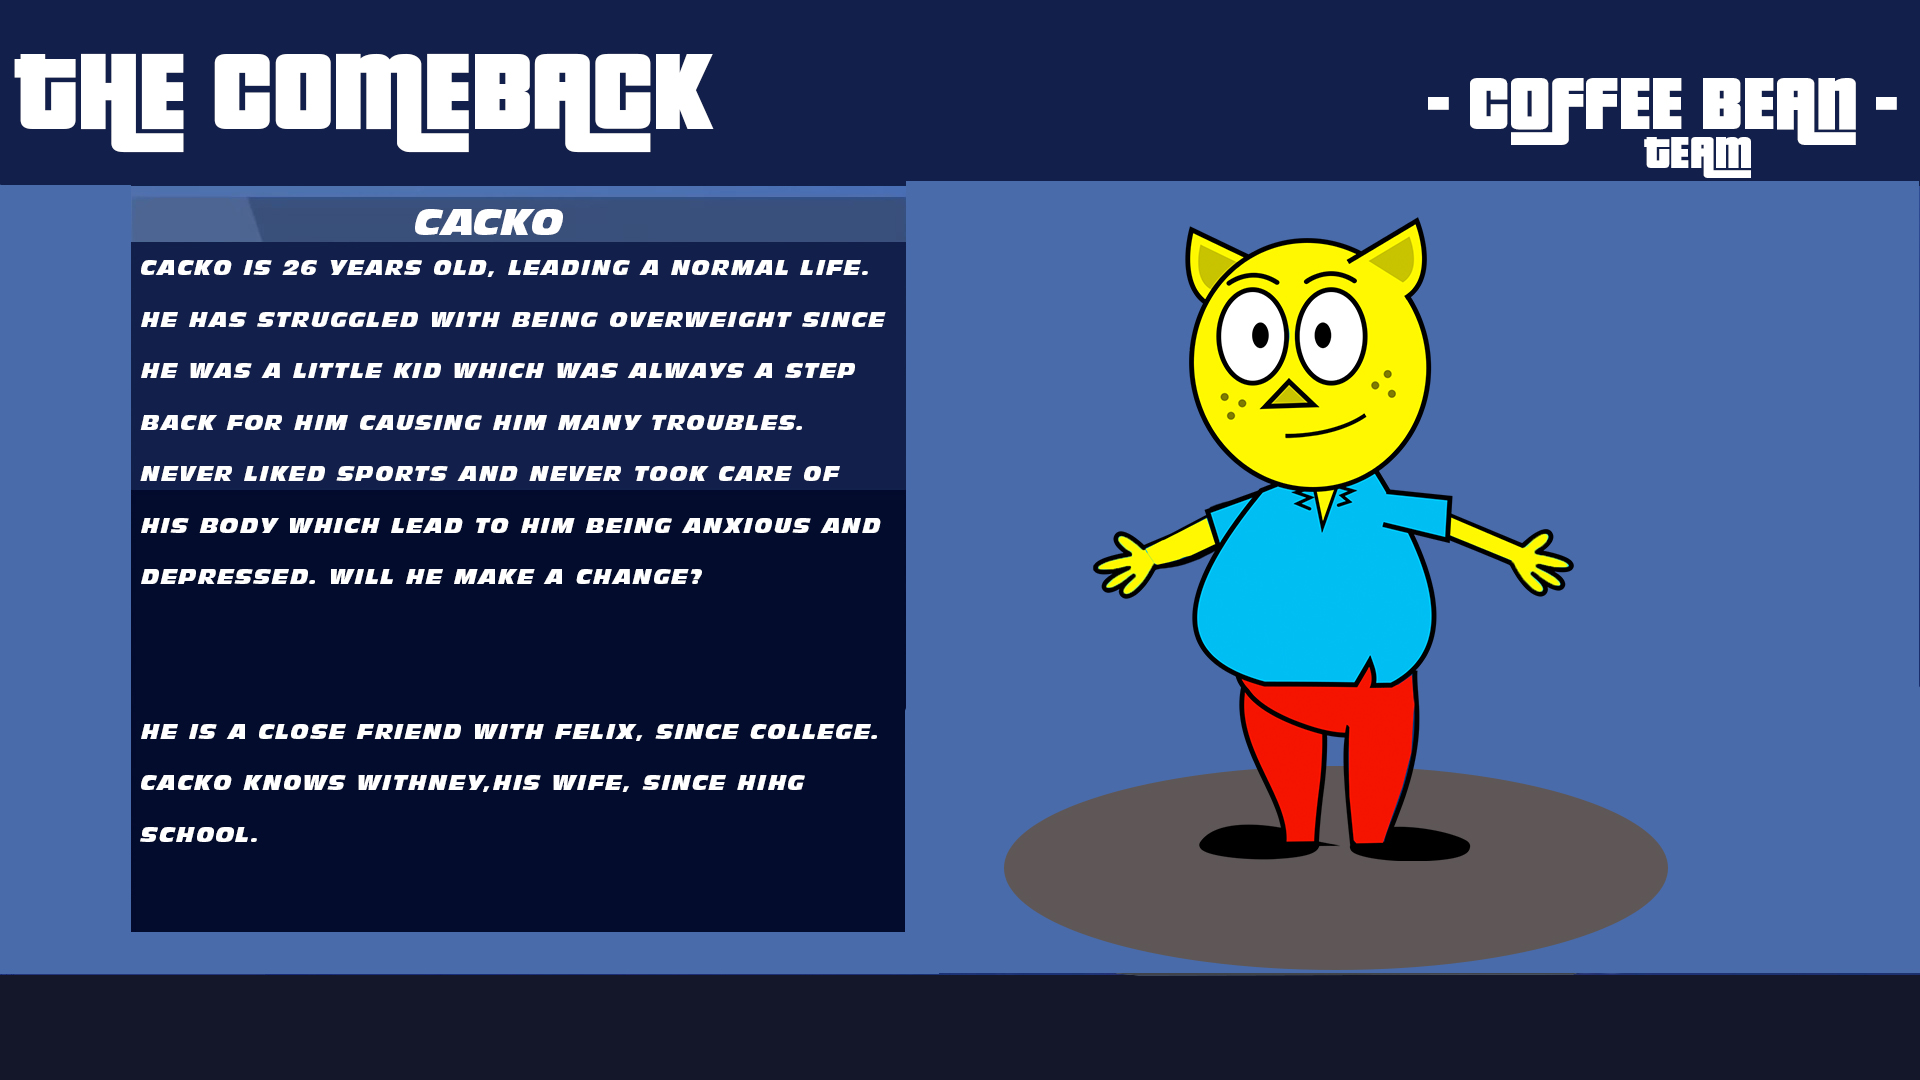 THE COMEBACK
- COFFEE BEAN -
TEAM
CACKO
CACKO IS 26 YEARS OLD, LEADING A NORMAL LIFE.
HE HAS STRUGGLED WITH BEING OVERWEIGHT SINCE
HE WAS A LITTLE KID WHICH WAS ALWAYS A STEP
BACK FOR HIM CAUSING HIM MANY TROUBLES.
NEVER LIKED SPORTS AND NEVER TOOK CARE OF
HIS BODY WHICH LEAD TO HIM BEING ANXIOUS AND
DEPRESSED. WILL HE MAKE A CHANGE?
HE IS A CLOSE FRIEND WITH FELIX, SINCE COLLEGE.
CACKO KNOWS WITHNEY,HIS WIFE, SINCE HIHG
SCHOOL.